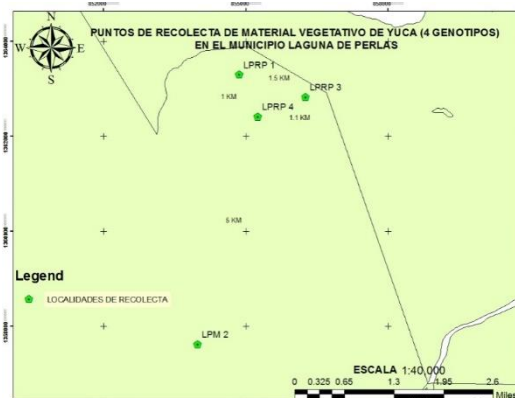 PUNTOS DE RECOLECTA DE MATERIAL VEGETATIVO DE YUCA (4 GENOTIPOS)
EN EL MUNICIPIO LAGUNA DE PERLAS
N
W E
S
LPRP 1
1.5 KM
LPRP 3
1 KM
LPRP 4
1.1 KM
5 KM
Legend
LOCALIDADES DE RECOLECTA
LPM 2
ESCALA 1:40,000
0 0.325 0.65 1.3 1.95 2.6
Miles